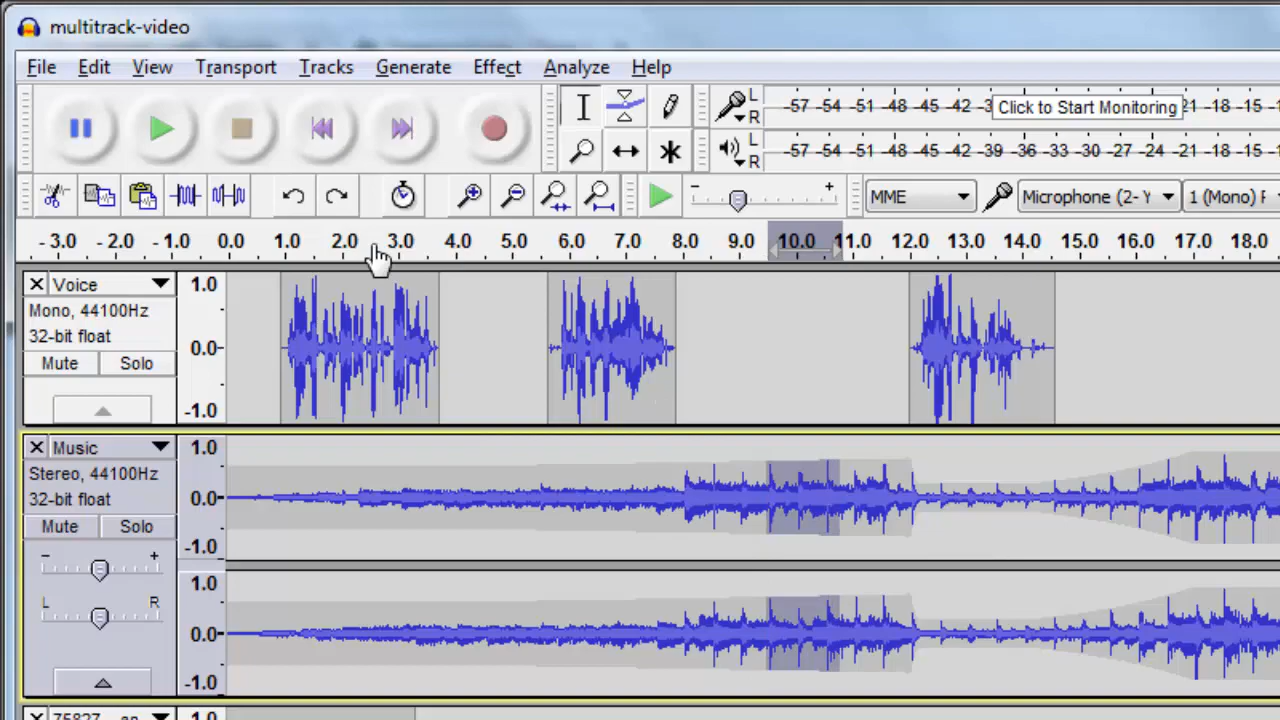 multitrack-video
File Edit View Transport Tracks Generate Effect Analyze Help
L
R
-57 -54 -51 -48 -45 -42 Click to Start Monitoring -18 -15
L
R
-57 -54 -51 -48 -45 -42 -39 -36 -33 -30 -27 -24 -21 -18 -15
- + MME Microphone (2- 1 (Mono)
-3.0 -2.0 -1.0 0.0 1.0 2.0 3.0 4.0 5.0 6.0 7.0 8.0 9.0 10.0 11.0 12.0 13.0 14.0 15.0 16.0 17.0 18.0
X Voice 1.0
Mono, 44100Hz
32-bit float 0.0
Mute Solo
-1.0
X Music 1.0
Stereo, 44100Hz
32-bit float 0.0
Mute Solo
- + -1.0
1.0
L R
0.0
-1.0
1.0